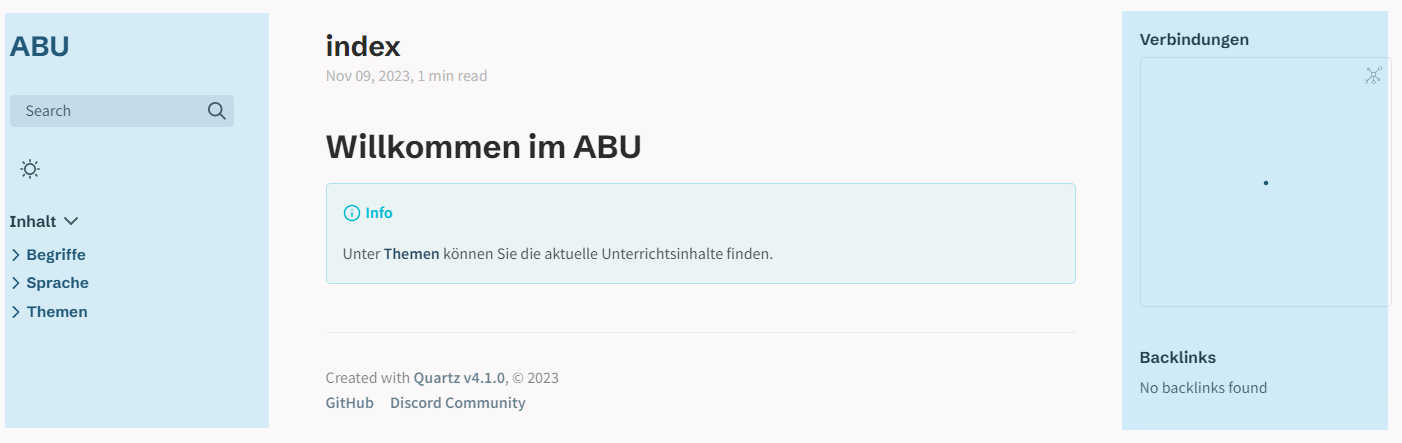 ABU
Search
Inhalt
Begriffe
Sprache
Themen
index
Nov 09, 2023, 1 min read
Willkommen im ABU
Info
Unter Themen können Sie die aktuelle Unterrichtsinhalte finden.
Created with Quartz v4.1.0, © 2023
GitHub Discord Community
Verbindungen
Backlinks
No backlinks found